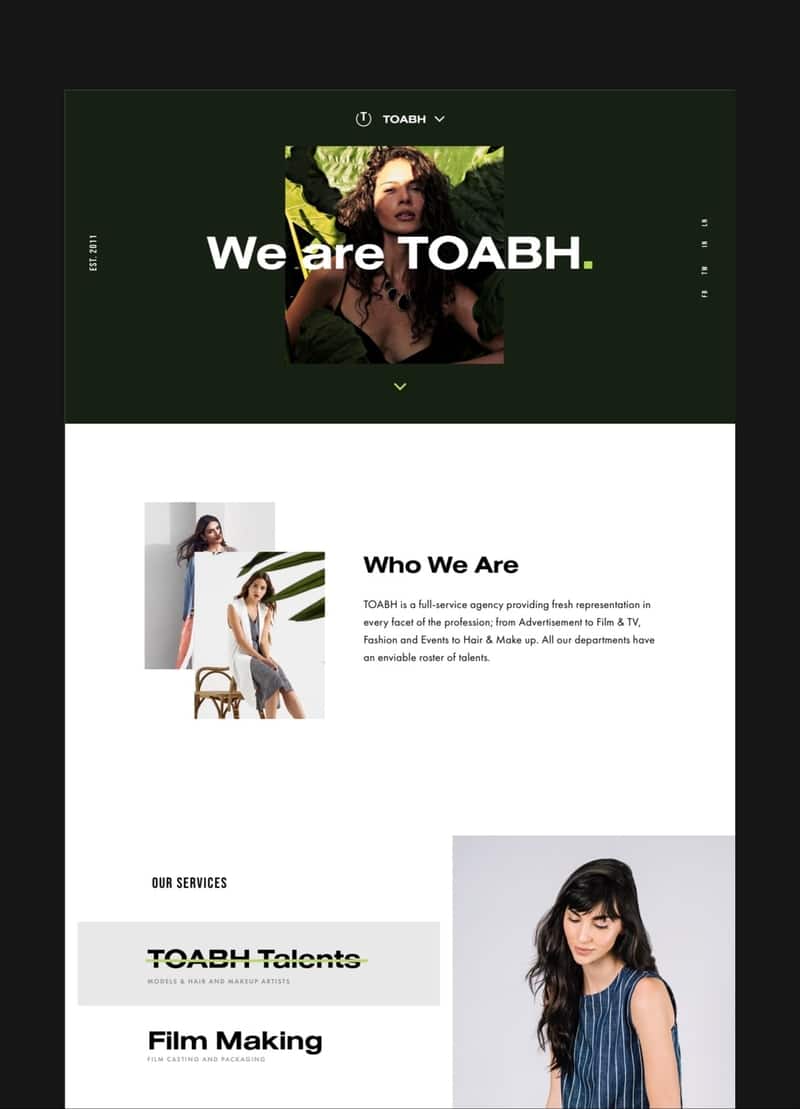 T TOABH
EST. 2011
We are TOABH.
FB TW IN LN
Who We Are
TOABH is a full-service agency providing fresh representation in
every facet of the profession; from Advertisement to Film & TV,
Fashion and Events to Hair & Make up. All our departments have
an enviable roster of talents.
OUR SERVICES
TOABH Talents
MODELS & HAIR AND MAKEUP ARTISTS
Film Making
FILM CASTING AND PACKAGING